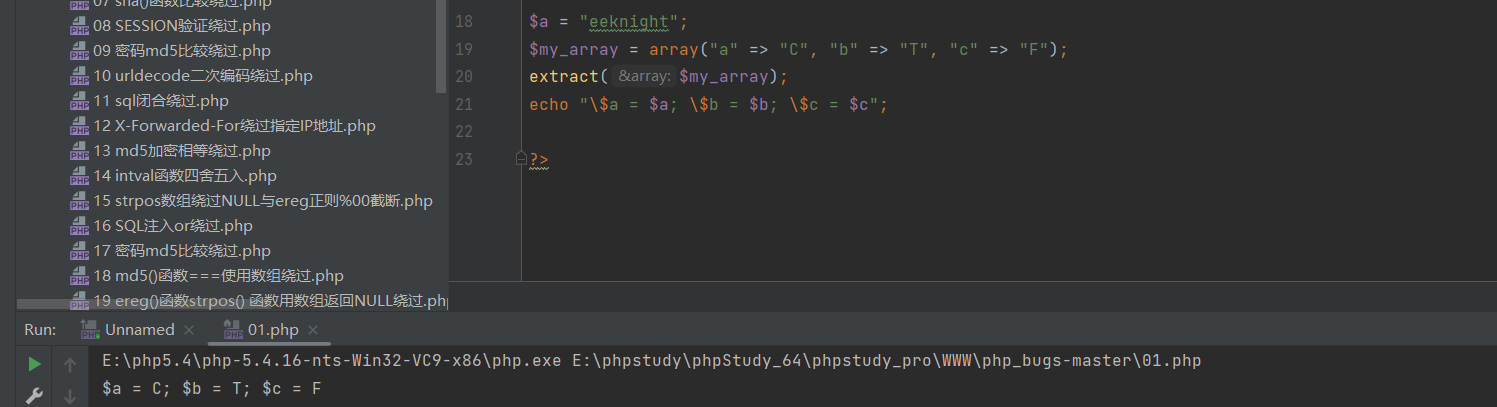 07 sha()函数比较绕过.php
08 SESSION验证绕过.php
09 密码md5比较绕过.php
10 urldecode二次编码绕过.php
11 sql闭合绕过.php
12 X-Forwarded-For绕过指定IP地址.php
13 md5加密相等绕过.php
14 intval函数四舍五入.php
15 strpos数组绕过NULL与ereg正则%00截断.php
16 SQL注入or绕过.php
17 密码md5比较绕过.php
18 md5()函数===使用数组绕过.php
19 ereg()函数strpos() 函数用数组返回NULL绕过.php
18 $a = "eeknight";
19 $my_array = array("a" => "C", "b" => "T", "c" => "F");
20 extract( &array: $my_array);
21 echo "\$a = $a; \$b = $b; \$c = $c";
22
23 ?>
Run: Unnamed × 01.php ×
E:\php5.4\php-5.4.16-nts-Win32-VC9-x86\php.exe E:\phpstudy\phpStudy_64\phpstudy_pro\WWW\php_bugs-master\01.php
$a = C; $b = T; $c = F